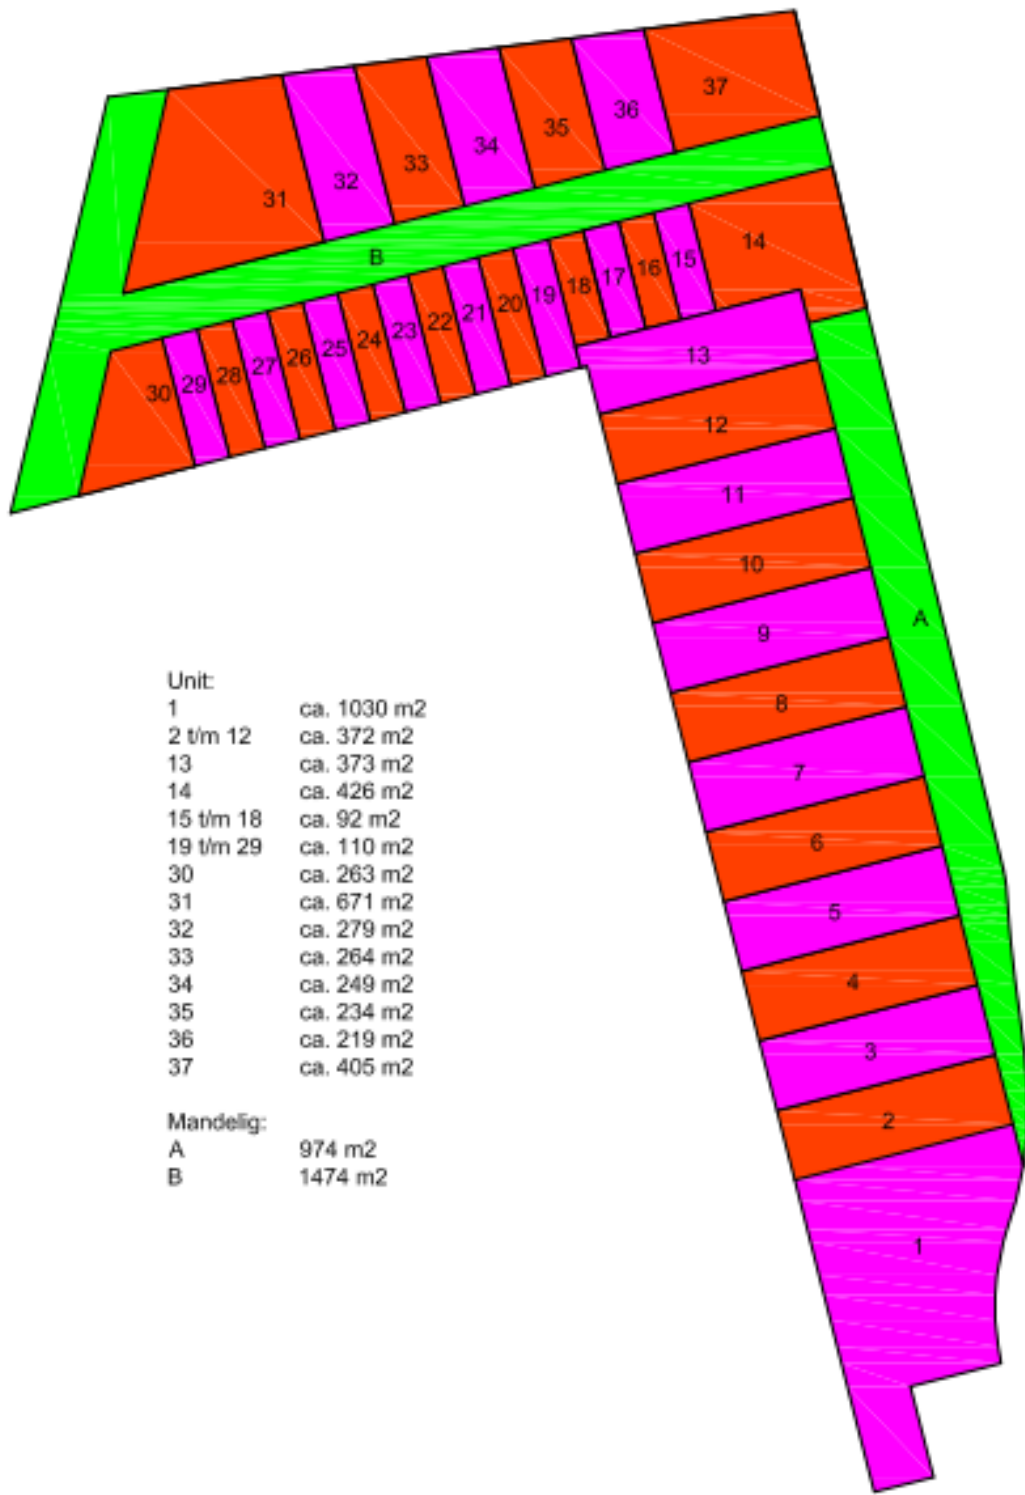 37
36
35
34
33
32
31
B
14
15
16
17
18
19
20
21
22
23
24
25
26
27
28
29
30
13
12
11
10
9
8
7
6
5
4
3
2
1
A
Unit:
1 ca. 1030 m2
2 t/m 12 ca. 372 m2
13 ca. 373 m2
14 ca. 426 m2
15 t/m 18 ca. 92 m2
19 t/m 29 ca. 110 m2
30 ca. 263 m2
31 ca. 671 m2
32 ca. 279 m2
33 ca. 264 m2
34 ca. 249 m2
35 ca. 234 m2
36 ca. 219 m2
37 ca. 405 m2
Mandelig:
A 974 m2
B 1474 m2